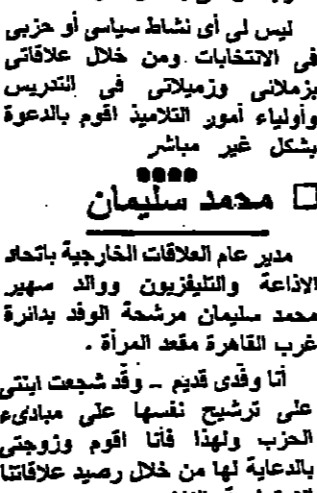 ليس لى أى نشاط سياسى أو حزبى
فى الانتخابات ومن خلال علاقاتى
بزملائى وزميلاتى فى التدريس
وأولياء أمور التلاميذ اقوم بالدعوة
بشكل غير مباشر
□ محمد سليمان
مدير عام العلاقات الخارجية باتحاد
الاذاعة والتليفزيون ووالد سهير
محمد سليمان مرشحة الوفد بدائرة
غرب القاهرة مقعد المرأة .
أنا وفدى قديم ــ وقد شجعت ابنتى
على ترشيح نفسها على مبادىء
الحزب ولهذا فأنا اقوم وزوجتى
بالدعاية لها من خلال رصيد علاقاتنا